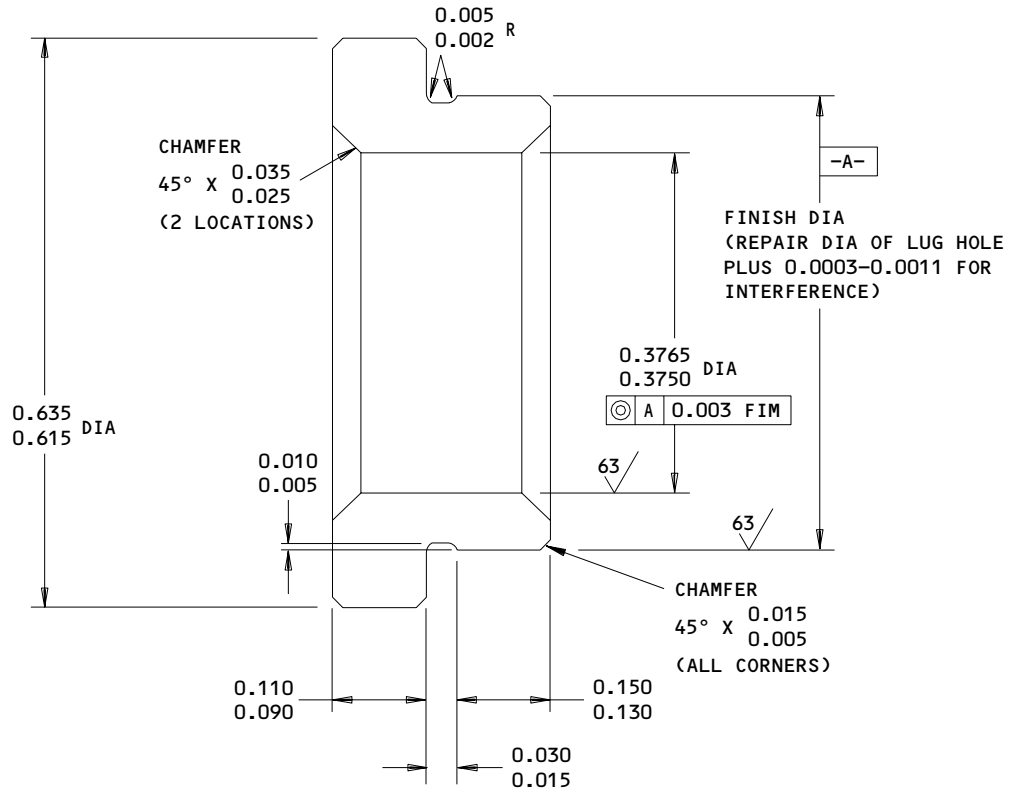 0.005
0.002 R
CHAMFER
45° X 0.035
0.025
(2 LOCATIONS)
-A-
FINISH DIA
(REPAIR DIA OF LUG HOLE
PLUS 0.0003-0.0011 FOR
INTERFERENCE)
0.3765
0.3750 DIA
◎ A 0.003 FIM
0.635
0.615 DIA
0.010
0.005
63
63
CHAMFER
45° X 0.015
0.005
(ALL CORNERS)
0.110
0.090
0.150
0.130
0.030
0.015